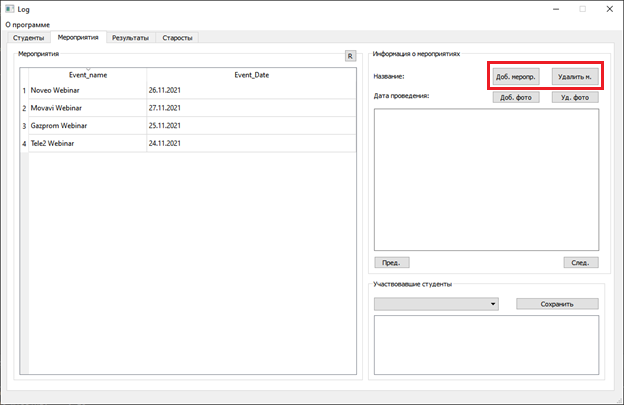 Log
О программе
Студенты Мероприятия Результаты Старосты
Мероприятия R
Event_name Event_Date
1 Noveo Webinar 26.11.2021
2 Movavi Webinar 27.11.2021
3 Gazprom Webinar 25.11.2021
4 Tele2 Webinar 24.11.2021
Информация о мероприятиях
Название: Доб. меропр. Удалить м.
Дата проведения: Доб. фото Уд. фото
Пред. След.
Участвовавшие студенты
Сохранить